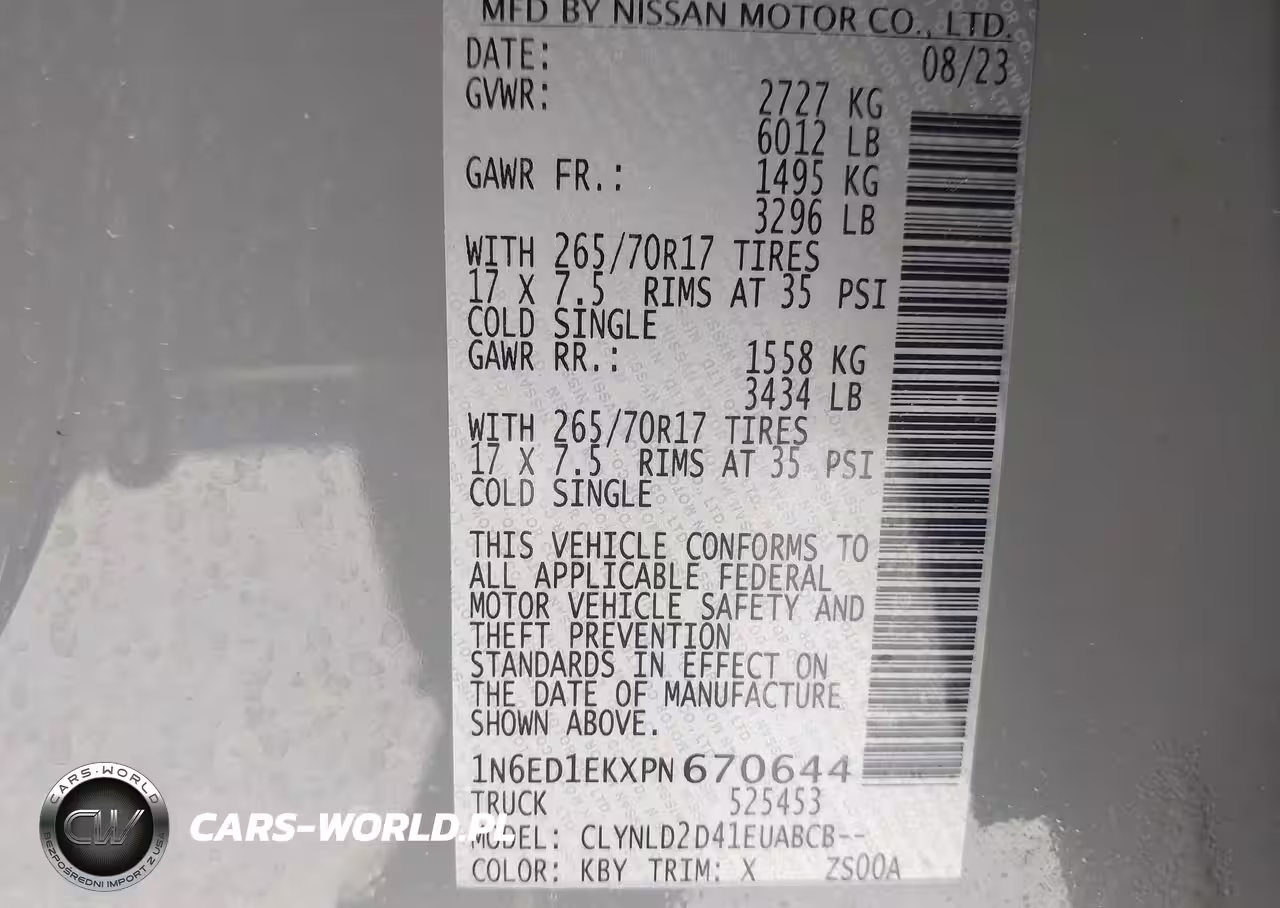 MFD BY NISSAN MOTOR CO., LTD.
DATE: 08/23
GVWR: 2727 KG
6012 LB
GAWR FR.: 1495 KG
3296 LB
WITH 265/70R17 TIRES
17 X 7.5 RIMS AT 35 PSI
COLD SINGLE
GAWR RR.: 1558 KG
3434 LB
WITH 265/70R17 TIRES
17 X 7.5 RIMS AT 35 PSI
COLD SINGLE
THIS VEHICLE CONFORMS TO
ALL APPLICABLE FEDERAL
MOTOR VEHICLE SAFETY AND
THEFT PREVENTION
STANDARDS IN EFFECT ON
THE DATE OF MANUFACTURE
SHOWN ABOVE.
1N6ED1EKXPN670644
TRUCK 525453
MODEL: CLYNLD2D41EUABCB--
COLOR: KBY TRIM: X ZS00A
CARS-WORLD
CW
BEZPOŚREDNI IMPORT Z USA
CARS-WORLD.PL